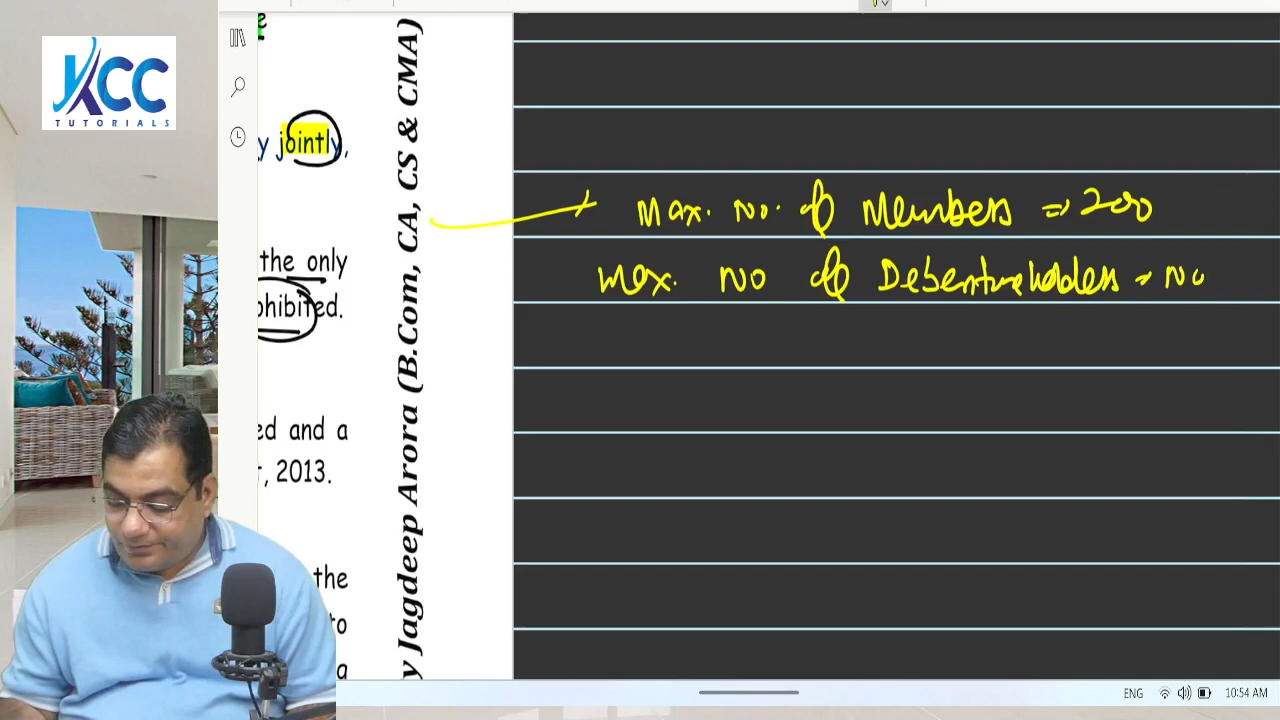 KCC
TUTORIALS
y jointly,
the only
ohibited.
ed and a
, 2013.
the
to
a
y Jagdeep Arora (B.Com, CA, CS & CMA)
Max. No. of Members => 200
Max. No of Debentureholders = No
ENG
10:54 AM